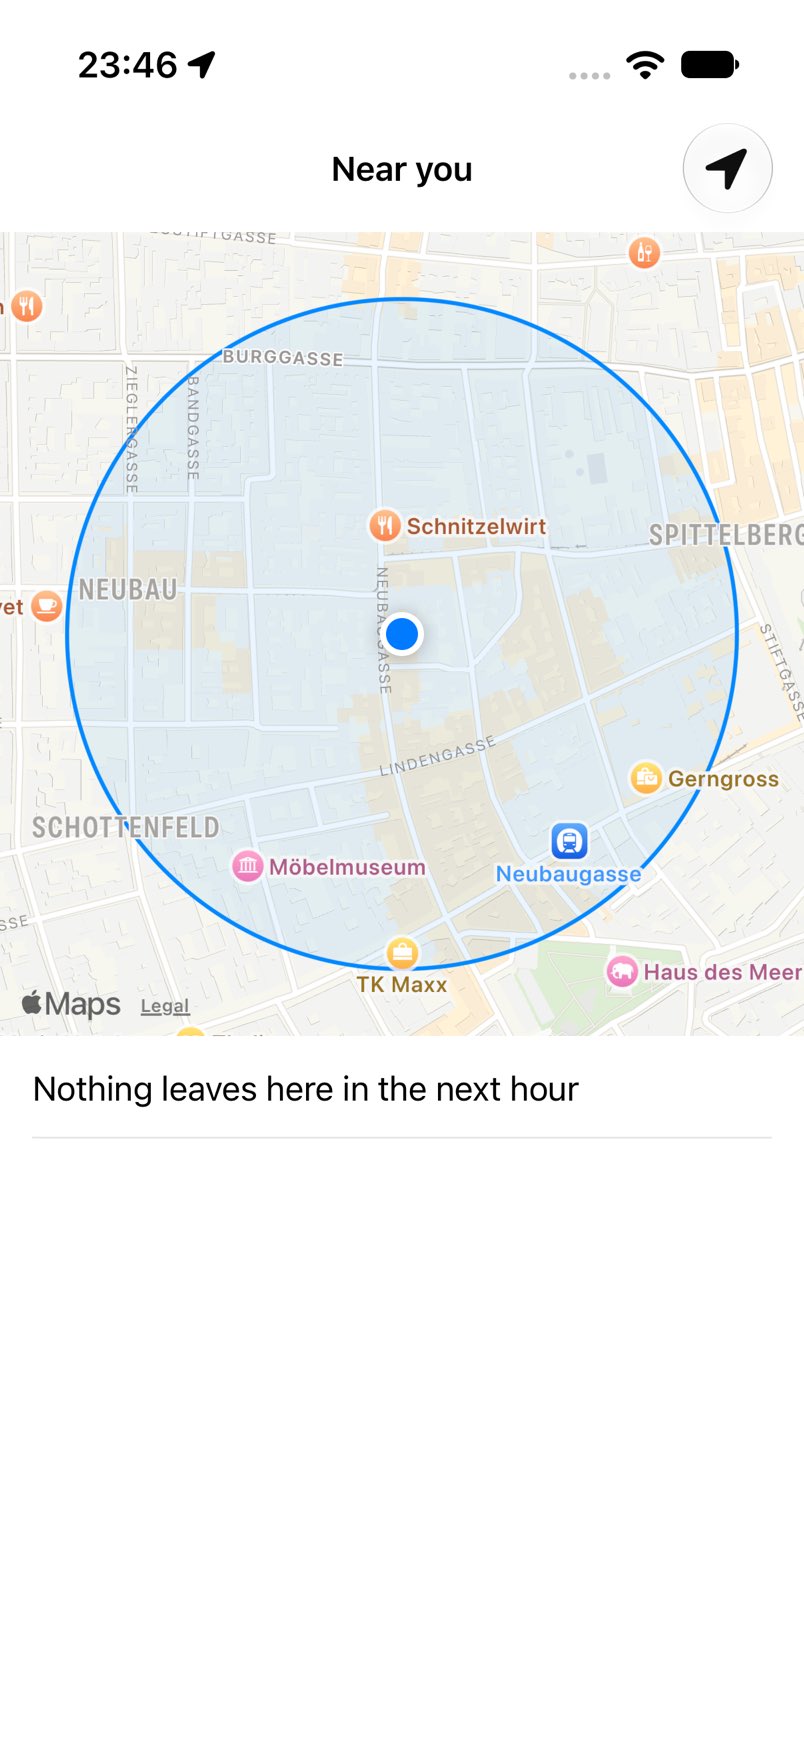 23:46
Near you
BURGGASSE
ZIEGLERGASSE
BANDGASSE
Schnitzelwirt
SPITTELBERG
NEUBAU
NEUBAUGASSE
STIFTGASSE
LINDENGASSE
Gerngross
SCHOTTENFELD
Möbelmuseum
Neubaugasse
Haus des Meer
TK Maxx
Maps
Legal
Nothing leaves here in the next hour